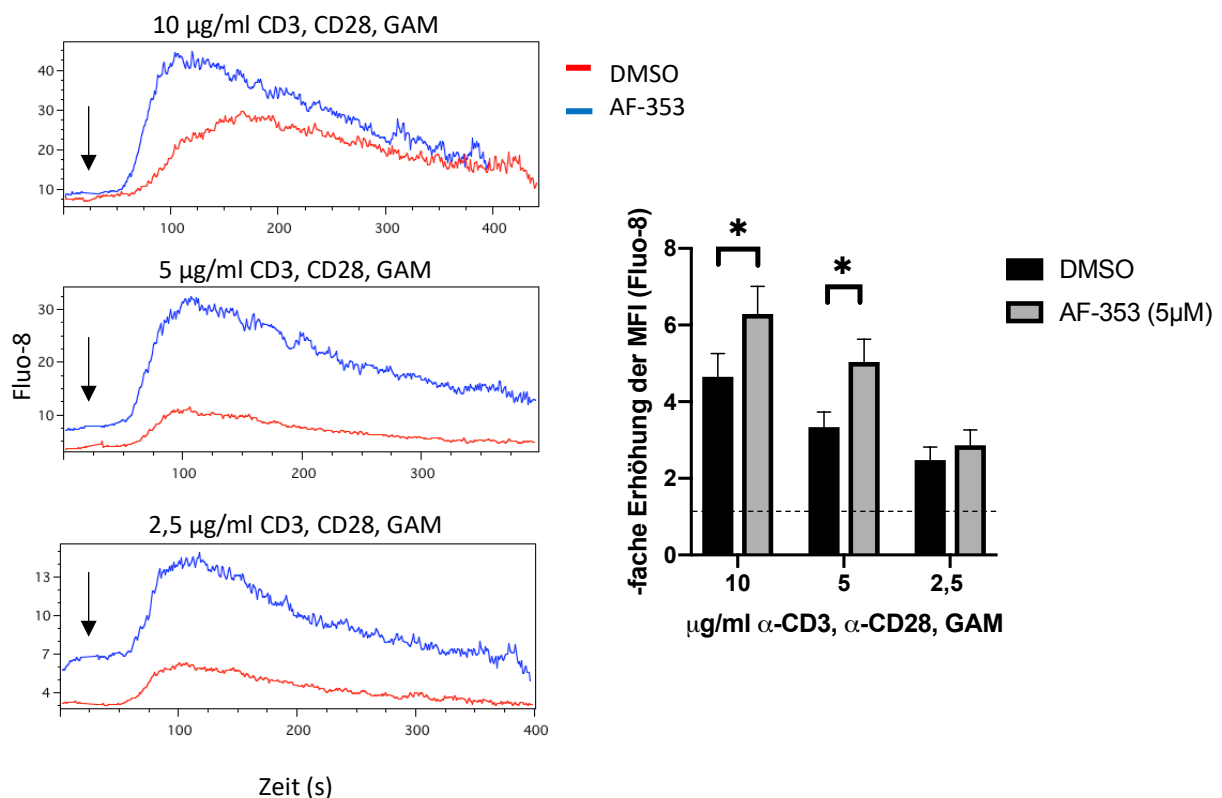 10 µg/ml CD3, CD28, GAM
40
30
20
10
100
200
300
400
DMSO
AF-353
5 µg/ml CD3, CD28, GAM
30
20
10
100
200
300
Fluo-8
2,5 µg/ml CD3, CD28, GAM
13
10
7
4
100
200
300
400
Zeit (s)
-fache Erhöhung der MFI (Fluo-8)
8
6
4
2
0
*
*
10
5
2,5
µg/ml α-CD3, α-CD28, GAM
DMSO
AF-353 (5µM)